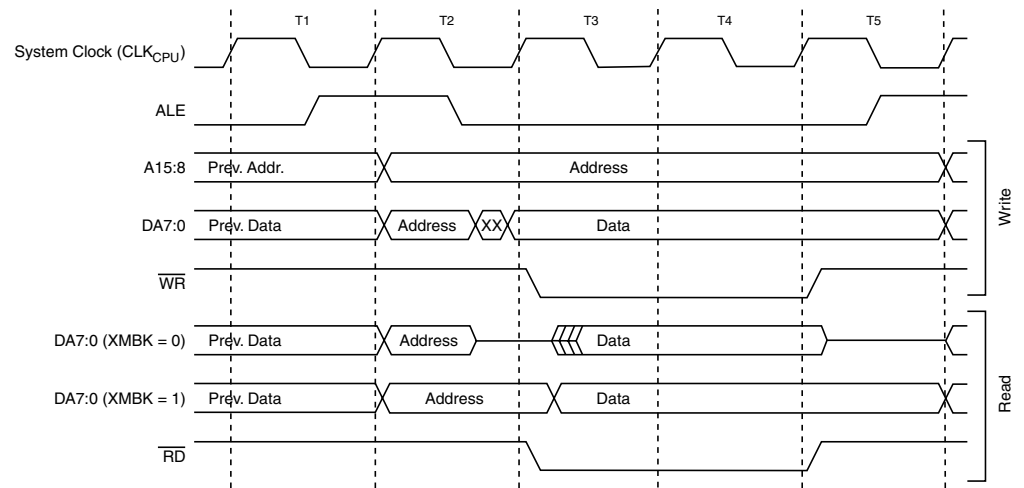 T1 T2 T3 T4 T5
System Clock (CLKCPU)
ALE
A15:8 Prev. Addr. Address
DA7:0 Prev. Data Address XX Data
WR
Write
DA7:0 (XMBK = 0) Prev. Data Address Data
DA7:0 (XMBK = 1) Prev. Data Address Data
RD
Read